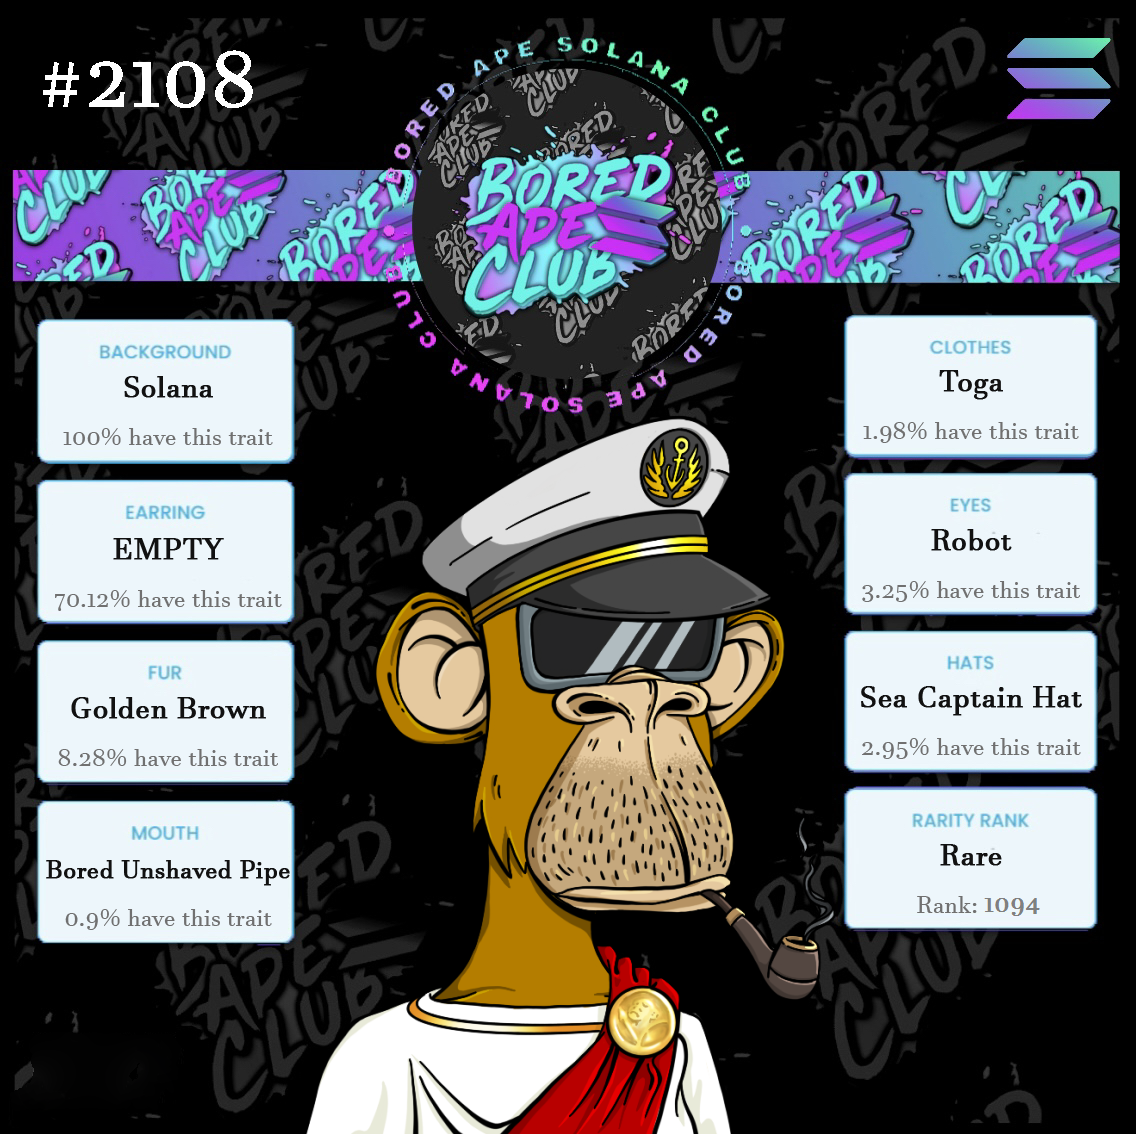 #2108
BORED APE SOLANA CLUB
BORED APE SOLANA CLUB
BORED
APE
CLUB
BACKGROUND
Solana
100% have this trait
EARRING
EMPTY
70.12% have this trait
FUR
Golden Brown
8.28% have this trait
MOUTH
Bored Unshaved Pipe
0.9% have this trait
CLOTHES
Toga
1.98% have this trait
EYES
Robot
3.25% have this trait
HATS
Sea Captain Hat
2.95% have this trait
RARITY RANK
Rare
Rank: 1094